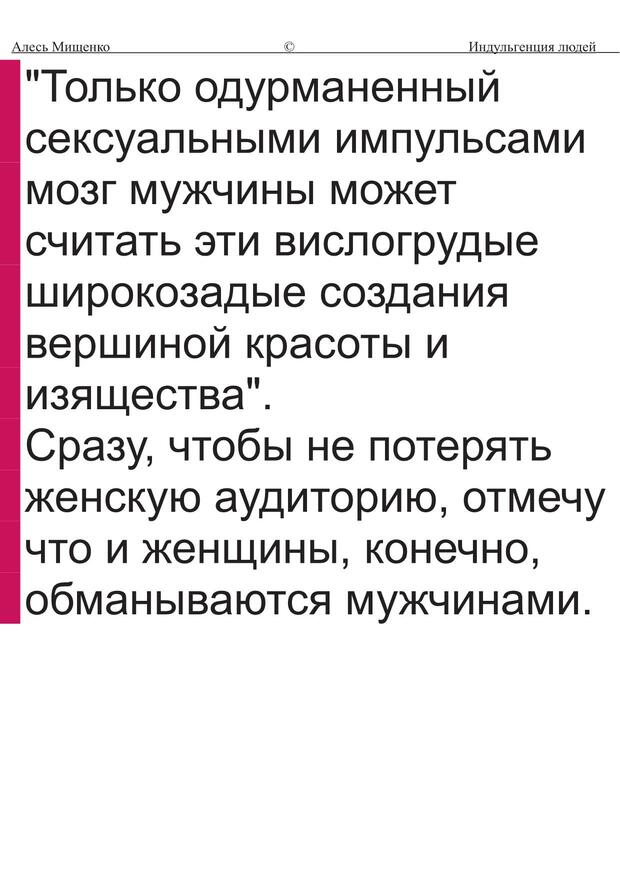 Алесь Мищенко © Индульгенция людей
"Только одурманенный
сексуальными импульсами
мозг мужчины может
считать эти вислогрудые
широкозадые создания
вершиной красоты и
изящества".
Сразу, чтобы не потерять
женскую аудиторию, отмечу
что и женщины, конечно,
обманываются мужчинами.